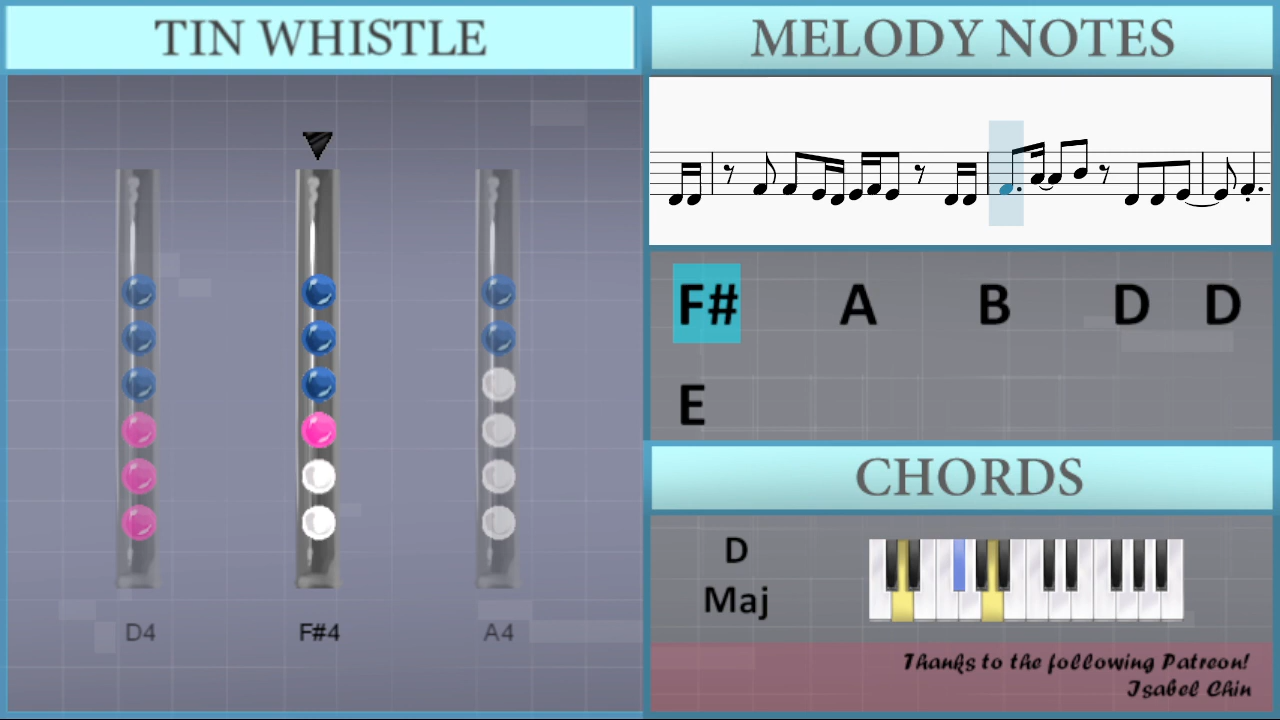 TIN WHISTLE
D4 F#4 A4
MELODY NOTES
F# A B D D
E
CHORDS
D
Maj
Thanks to the following Patreon!
Isabel Chin